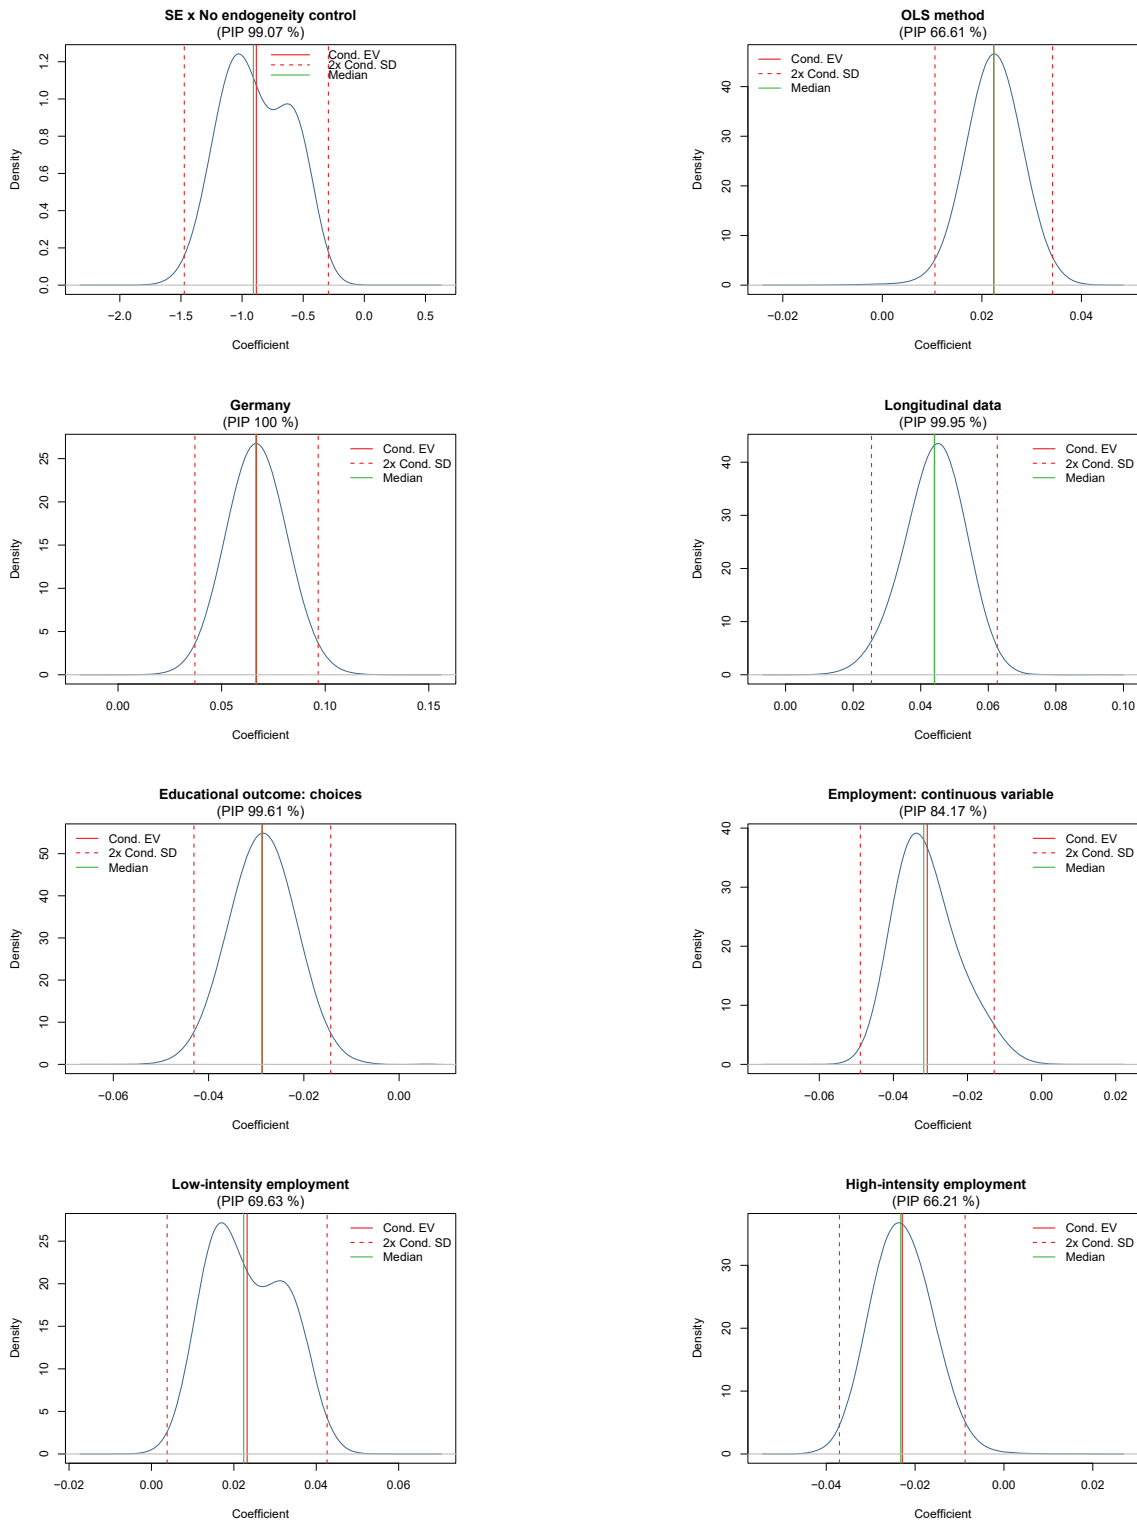 SE x No endogeneity control
(PIP 99.07 %)
Cond. EV
2x Cond. SD
Median
Density
0.0
0.2
0.4
0.6
0.8
1.0
1.2
−2.0 −1.5 −1.0 −0.5 0.0 0.5
Coefficient
OLS method
(PIP 66.61 %)
Cond. EV
2x Cond. SD
Median
Density
0
10
20
30
40
−0.02 0.00 0.02 0.04
Coefficient
Germany
(PIP 100 %)
Cond. EV
2x Cond. SD
Median
Density
0
5
10
15
20
25
0.00 0.05 0.10 0.15
Coefficient
Longitudinal data
(PIP 99.95 %)
Cond. EV
2x Cond. SD
Median
Density
0
10
20
30
40
0.00 0.02 0.04 0.06 0.08 0.10
Coefficient
Educational outcome: choices
(PIP 99.61 %)
Cond. EV
2x Cond. SD
Median
Density
0
10
20
30
40
50
−0.06 −0.04 −0.02 0.00
Coefficient
Employment: continuous variable
(PIP 84.17 %)
Cond. EV
2x Cond. SD
Median
Density
0
10
20
30
40
−0.06 −0.04 −0.02 0.00 0.02
Coefficient
Low-intensity employment
(PIP 69.63 %)
Cond. EV
2x Cond. SD
Median
Density
0
5
10
15
20
25
−0.02 0.00 0.02 0.04 0.06
Coefficient
High-intensity employment
(PIP 66.21 %)
Cond. EV
2x Cond. SD
Median
Density
0
10
20
30
−0.04 −0.02 0.00 0.02
Coefficient